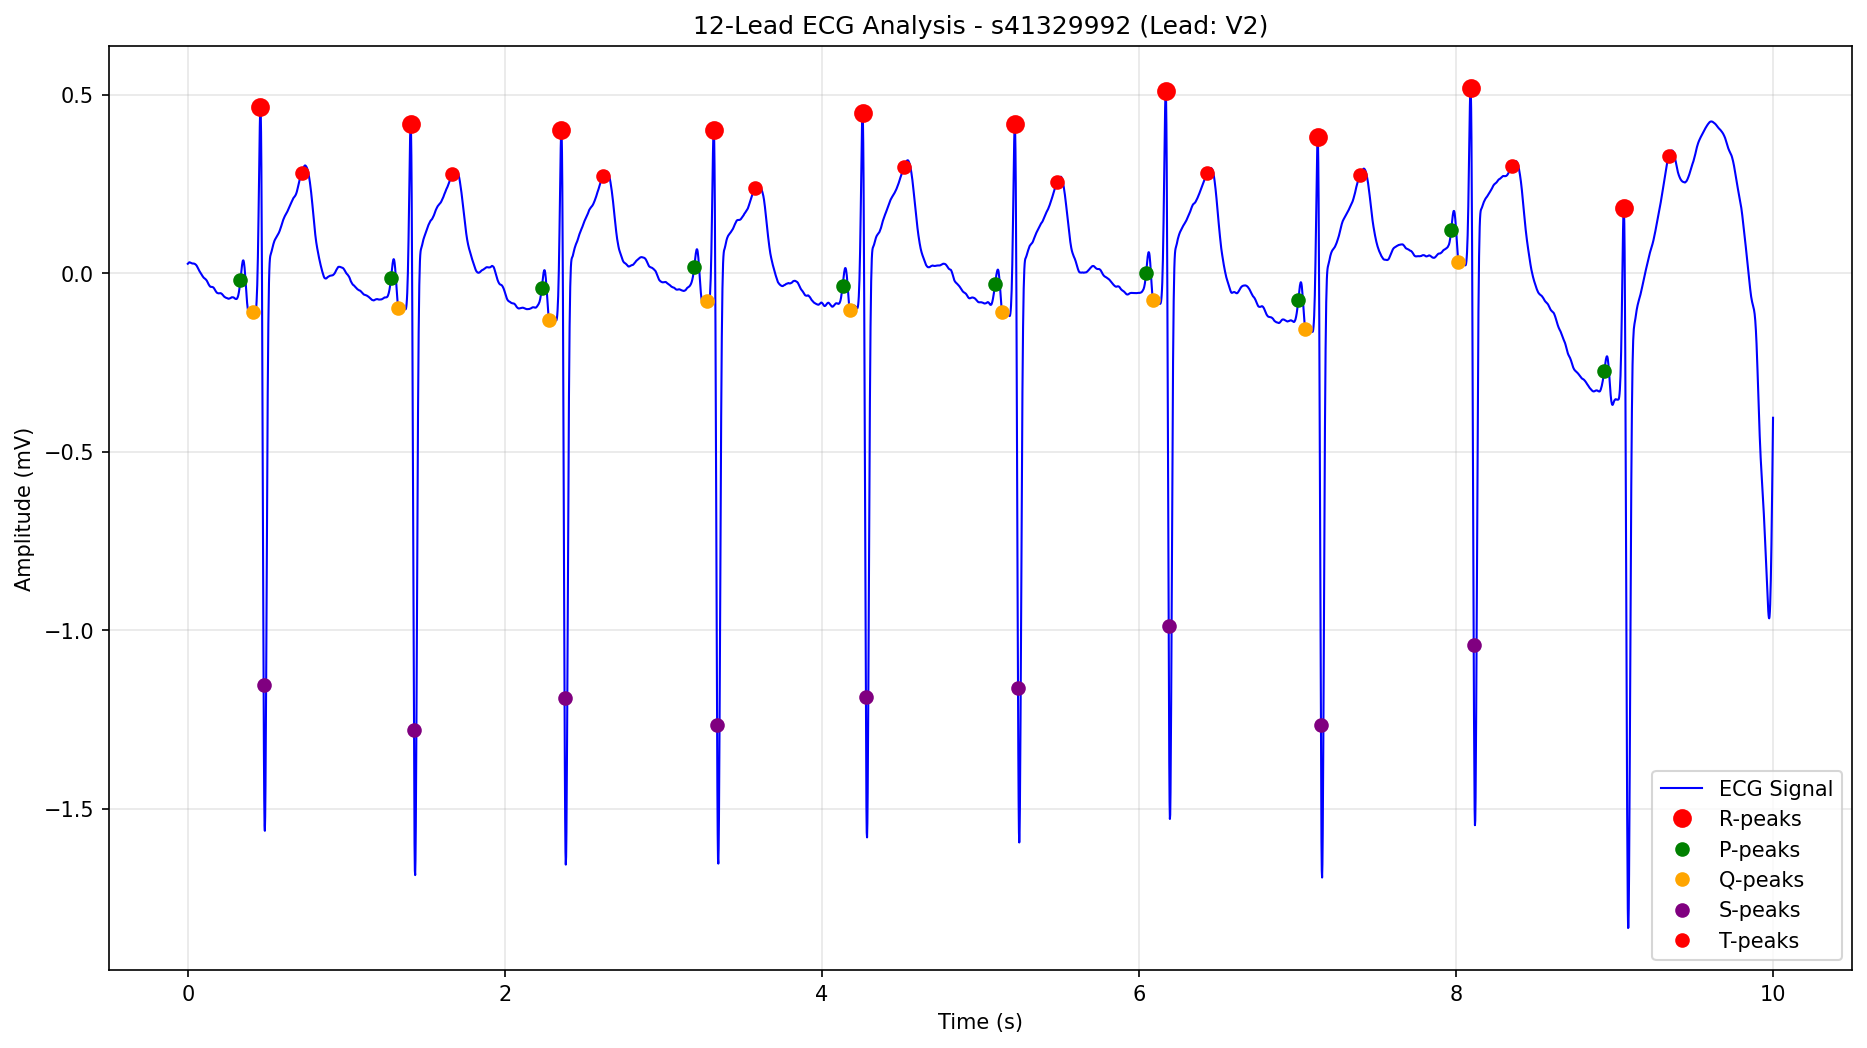 12-Lead ECG Analysis - s41329992 (Lead: V2)
Amplitude (mV)
0.5
0.0
−0.5
−1.0
−1.5
0
2
4
6
8
10
Time (s)
ECG Signal
R-peaks
P-peaks
Q-peaks
S-peaks
T-peaks